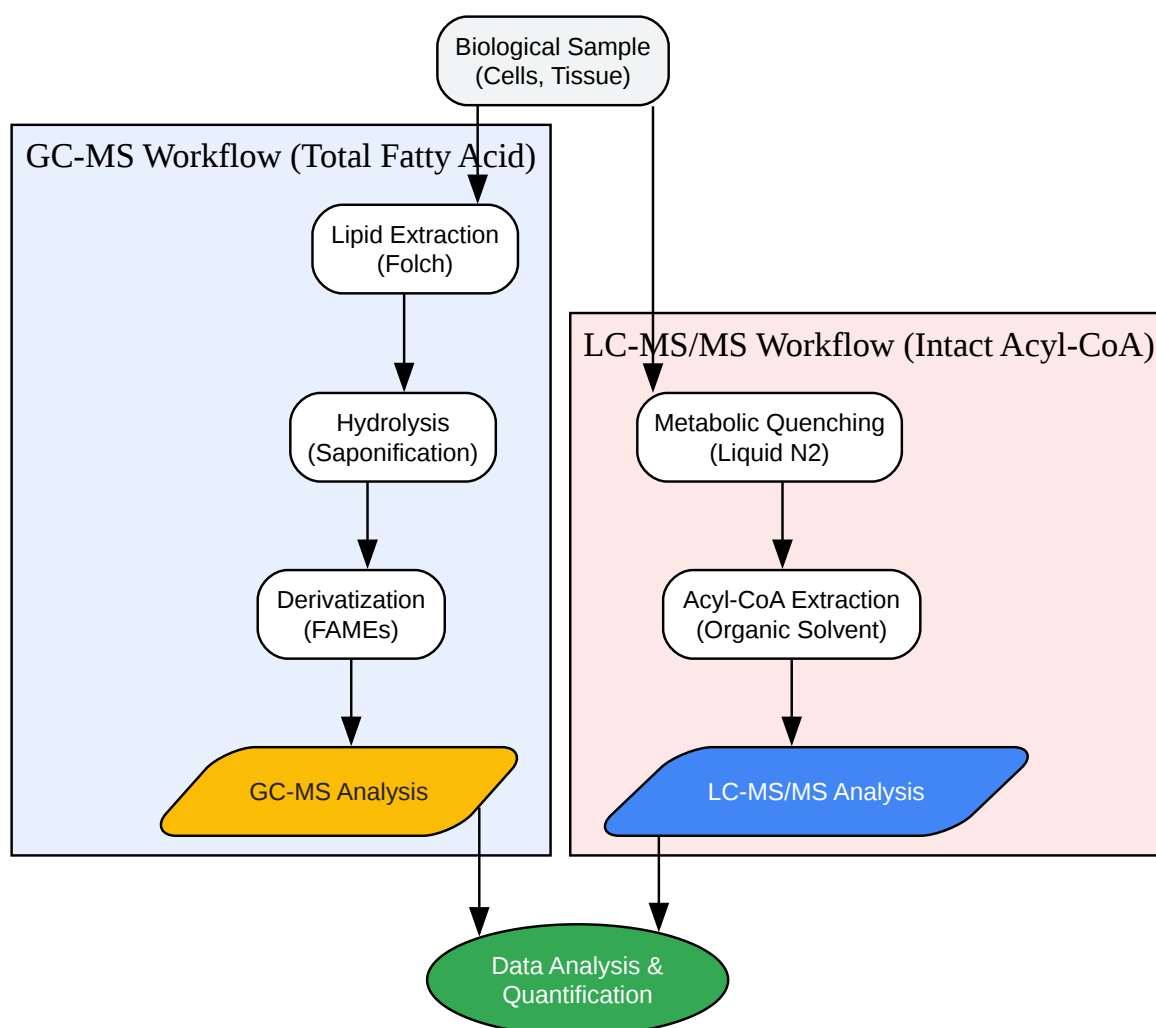 Biological Sample
(Cells, Tissue)
GC-MS Workflow (Total Fatty Acid)
Lipid Extraction
(Folch)
Hydrolysis
(Saponification)
Derivatization
(FAMEs)
GC-MS Analysis
LC-MS/MS Workflow (Intact Acyl-CoA)
Metabolic Quenching
(Liquid N2)
Acyl-CoA Extraction
(Organic Solvent)
LC-MS/MS Analysis
Data Analysis &
Quantification